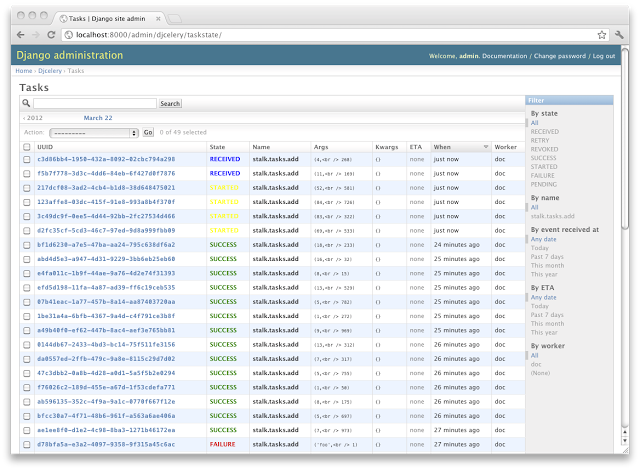 Tasks | Django site admin
localhost:8000/admin/djcelery/taskstate/
Django administration
Welcome, admin. Documentation / Change password / Log out
Home › Djcelery › Tasks
Tasks
Search
‹ 2012 March 22
Action: --------- Go 0 of 49 selected
UUID State Name Args Kwargs ETA When Worker
c3d86bb4-1950-432a-8092-02cbc794a298 RECEIVED stalk.tasks.add (4,<br /> 268) {} none just now doc
f5b7f778-3d3c-4dd6-84eb-6f427d0f7876 RECEIVED stalk.tasks.add (11,<br /> 169) {} none just now doc
217dcf08-3ad2-4cb4-b1d8-38d648475021 STARTED stalk.tasks.add (52,<br /> 501) {} none just now doc
123affe8-03dc-415f-91e8-993a8b4f370f STARTED stalk.tasks.add (84,<br /> 726) {} none just now doc
3c49dc9f-0ee5-4d44-92bb-2fc27534d466 STARTED stalk.tasks.add (83,<br /> 322) {} none just now doc
d2fc35cf-5cd3-46c7-97ed-9d8a999fbb09 STARTED stalk.tasks.add (69,<br /> 533) {} none just now doc
bf1d6230-a7e5-47ba-aa24-795c638df6a2 SUCCESS stalk.tasks.add (18,<br /> 233) {} none 24 minutes ago doc
abd4d5e3-a947-4d31-9229-3bb6eb25eb60 SUCCESS stalk.tasks.add (16,<br /> 32) {} none 25 minutes ago doc
e4fa011c-1b9f-44ae-9a76-4d2e74f31393 SUCCESS stalk.tasks.add (8,<br /> 15) {} none 25 minutes ago doc
efd5d198-11fa-4a87-ad39-ff6c19ceb535 SUCCESS stalk.tasks.add (13,<br /> 529) {} none 25 minutes ago doc
07b41eac-1a77-457b-8a14-aa87403720aa SUCCESS stalk.tasks.add (5,<br /> 782) {} none 25 minutes ago doc
1be31a4a-6bfb-4367-9a4d-c4f791ce3b8f SUCCESS stalk.tasks.add (1,<br /> 272) {} none 25 minutes ago doc
a49b40f0-ef62-447b-8ac4-aef3e765bb81 SUCCESS stalk.tasks.add (9,<br /> 969) {} none 25 minutes ago doc
0144db67-2433-4bd3-bc14-75f511fe3156 SUCCESS stalk.tasks.add (13,<br /> 312) {} none 26 minutes ago doc
da0557ed-2ffb-479c-9a8e-8115c29d7d02 SUCCESS stalk.tasks.add (7,<br /> 317) {} none 26 minutes ago doc
47c3dbb2-0a8b-4d28-a0d1-5a5f5b2e0294 SUCCESS stalk.tasks.add (5,<br /> 755) {} none 26 minutes ago doc
f76026c2-189d-455e-a67d-1f53cdefa771 SUCCESS stalk.tasks.add (1,<br /> 50) {} none 26 minutes ago doc
ab596135-352c-4f9a-9a1c-0770f667f12e SUCCESS stalk.tasks.add (8,<br /> 175) {} none 26 minutes ago doc
bfcc30a7-4f71-48b6-961f-a563a6ae406a SUCCESS stalk.tasks.add (5,<br /> 697) {} none 26 minutes ago doc
ae1ee8f0-d1e2-4c98-8ba3-1271b46172ea SUCCESS stalk.tasks.add (7,<br /> 973) {} none 27 minutes ago doc
d78bfa5a-e3a2-4097-9358-9f315a45c6ac FAILURE stalk.tasks.add ('foo',<br /> 1) {} none 27 minutes ago doc
Filter
By state
All
RECEIVED
RETRY
REVOKED
SUCCESS
STARTED
FAILURE
PENDING
By name
All
stalk.tasks.add
By event received at
Any date
Today
Past 7 days
This month
This year
By ETA
Any date
Today
Past 7 days
This month
This year
By worker
All
doc
(None)